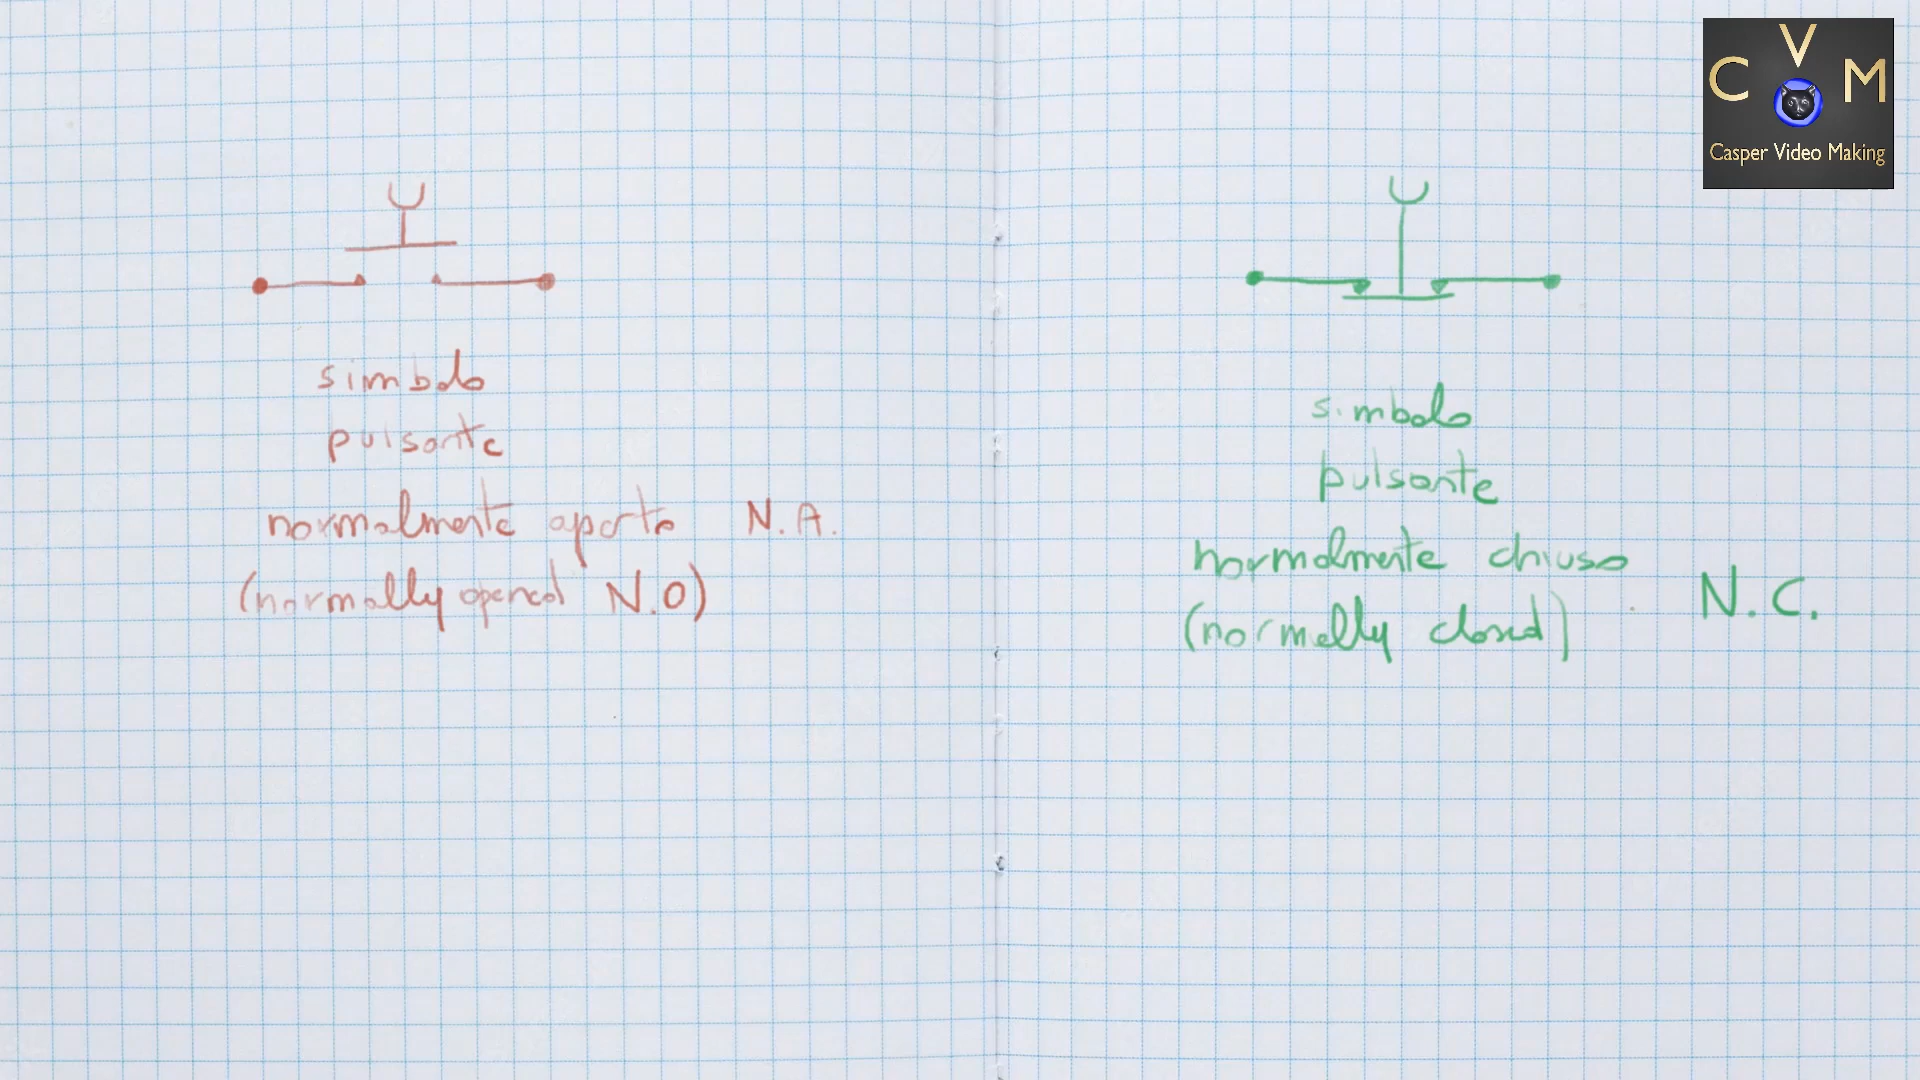 simbolo
pulsante
normalmente aperto N.A.
(normally opened N.O)
simbolo
pulsante
normalmente chiuso
(normally closed) N.C.
C V M
Casper Video Making